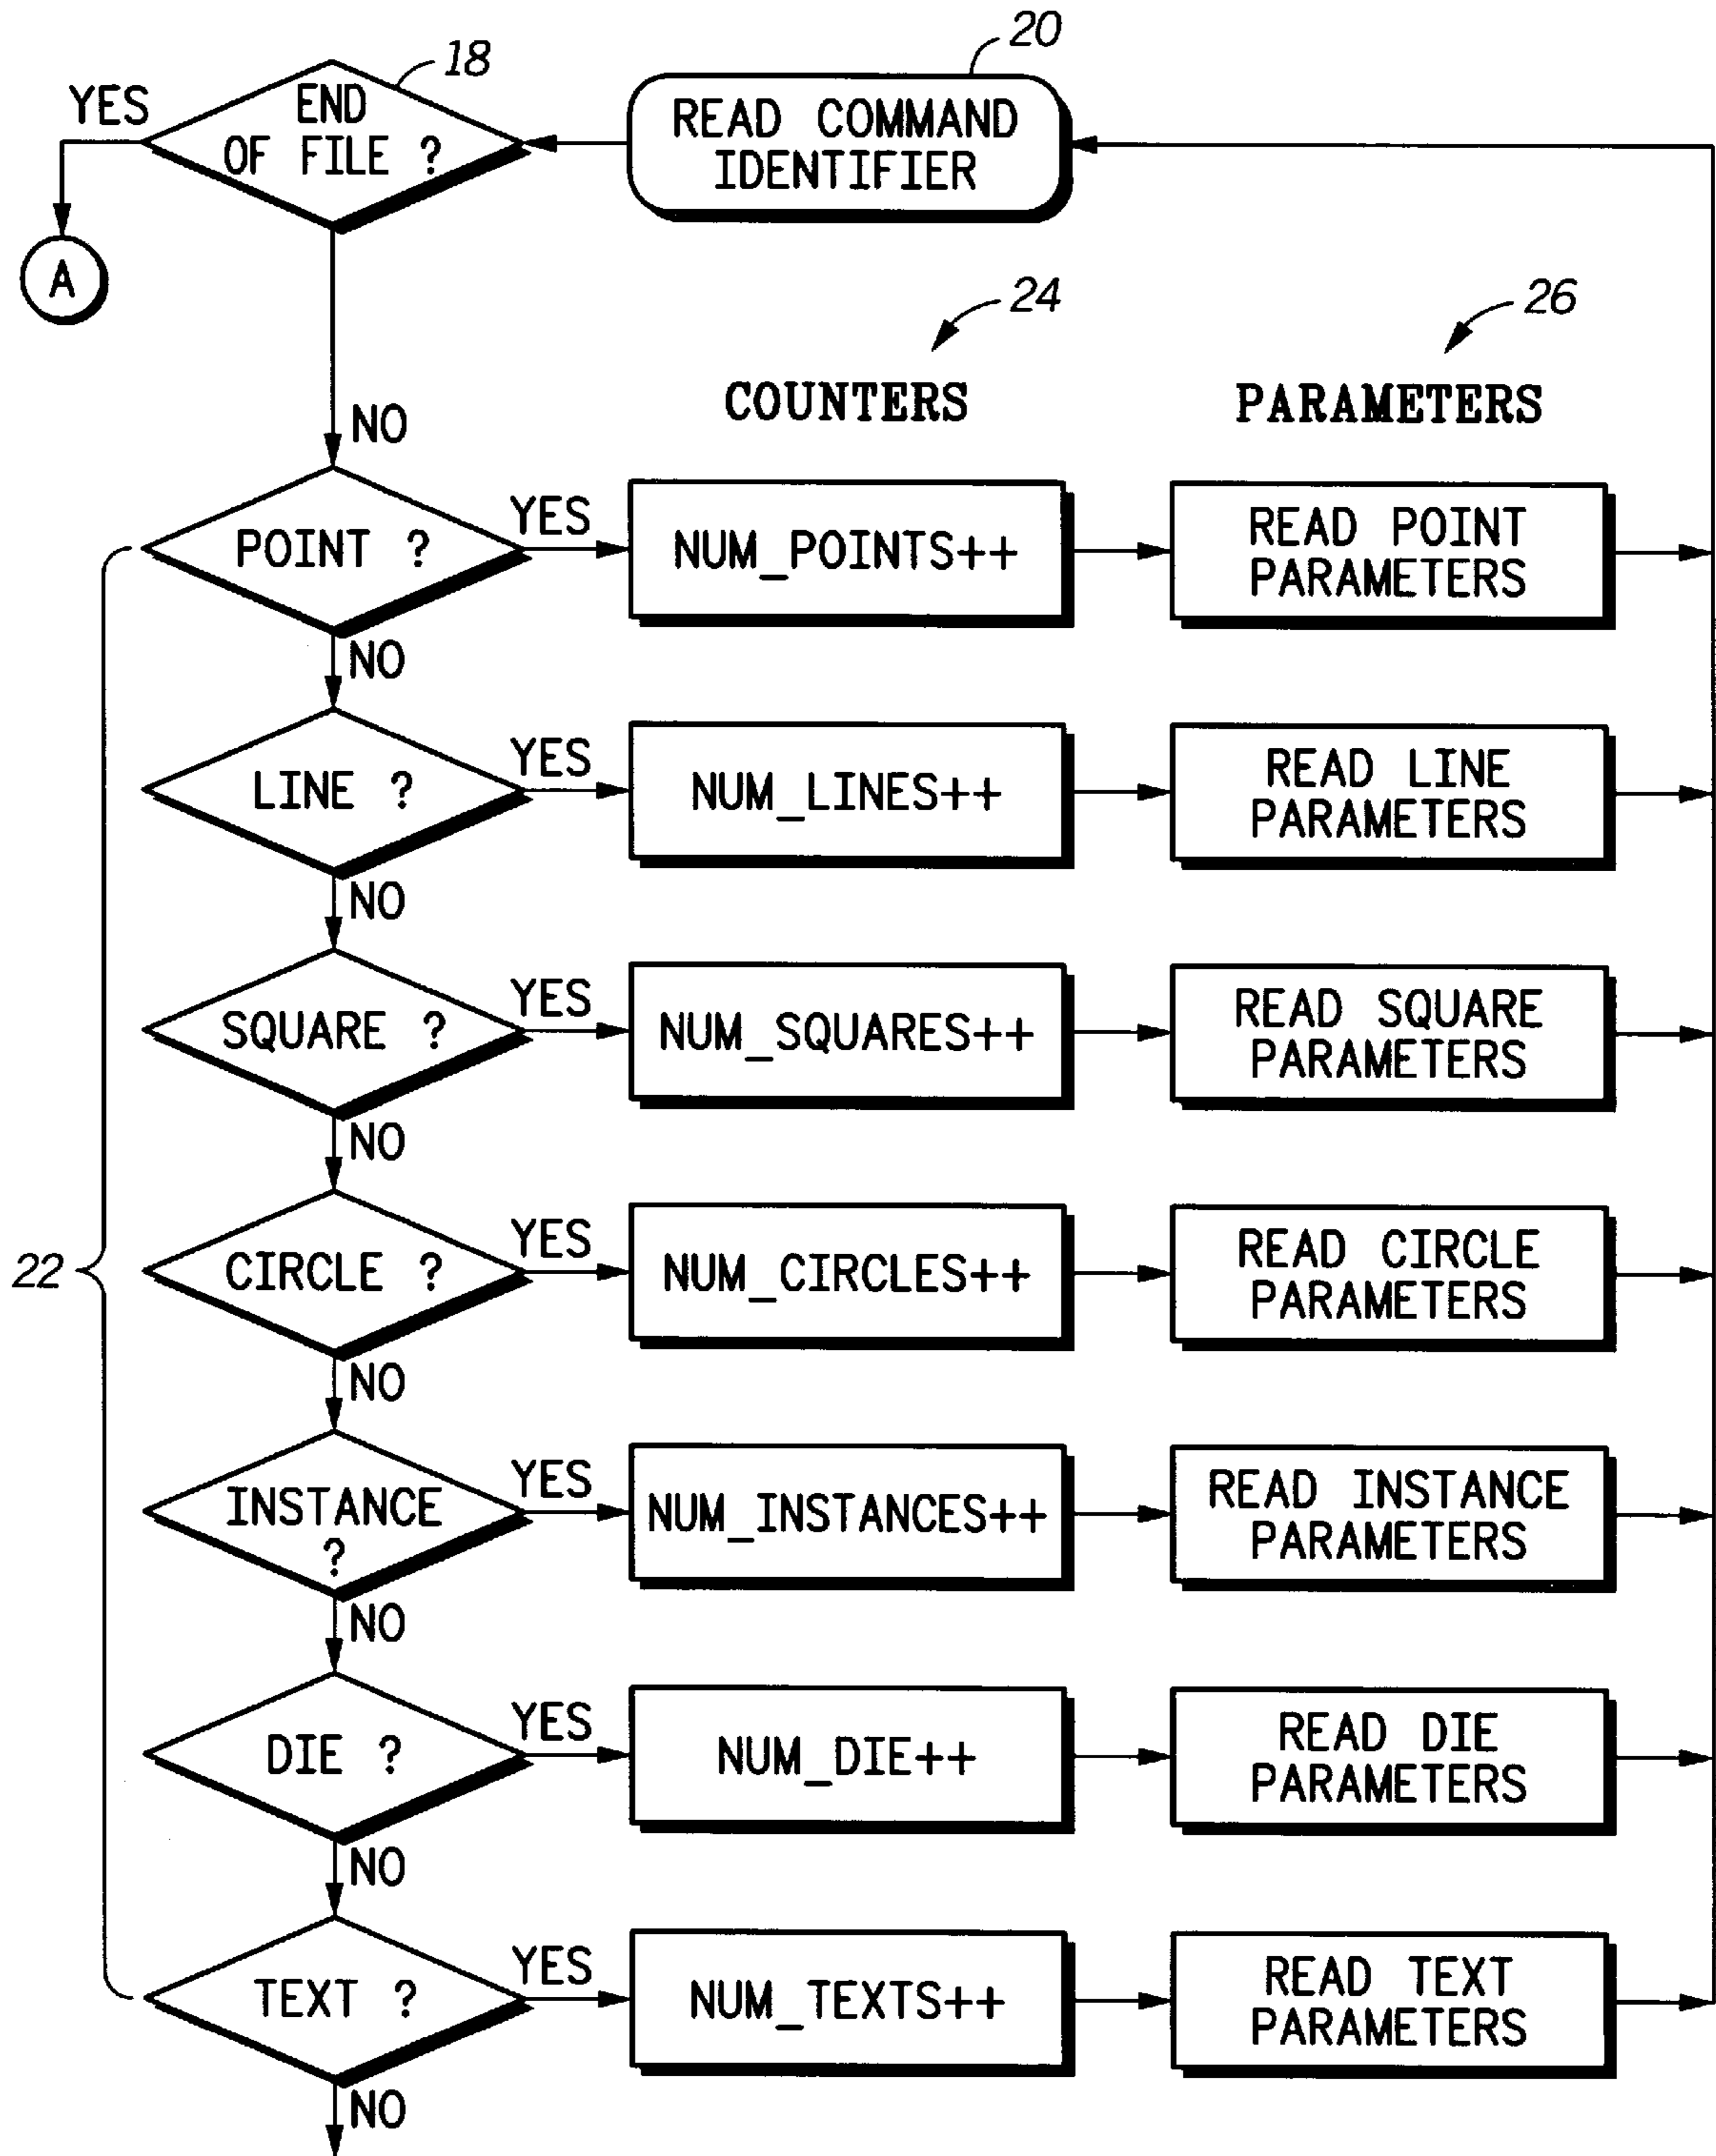 18
20
YES
END
OF FILE ?
READ COMMAND
IDENTIFIER
A
24
26
NO
COUNTERS
PARAMETERS
POINT ?
YES
NUM_POINTS++
READ POINT
PARAMETERS
NO
LINE ?
YES
NUM_LINES++
READ LINE
PARAMETERS
NO
SQUARE ?
YES
NUM_SQUARES++
READ SQUARE
PARAMETERS
NO
22
CIRCLE ?
YES
NUM_CIRCLES++
READ CIRCLE
PARAMETERS
NO
INSTANCE
?
YES
NUM_INSTANCES++
READ INSTANCE
PARAMETERS
NO
DIE ?
YES
NUM_DIE++
READ DIE
PARAMETERS
NO
TEXT ?
YES
NUM_TEXTS++
READ TEXT
PARAMETERS
NO